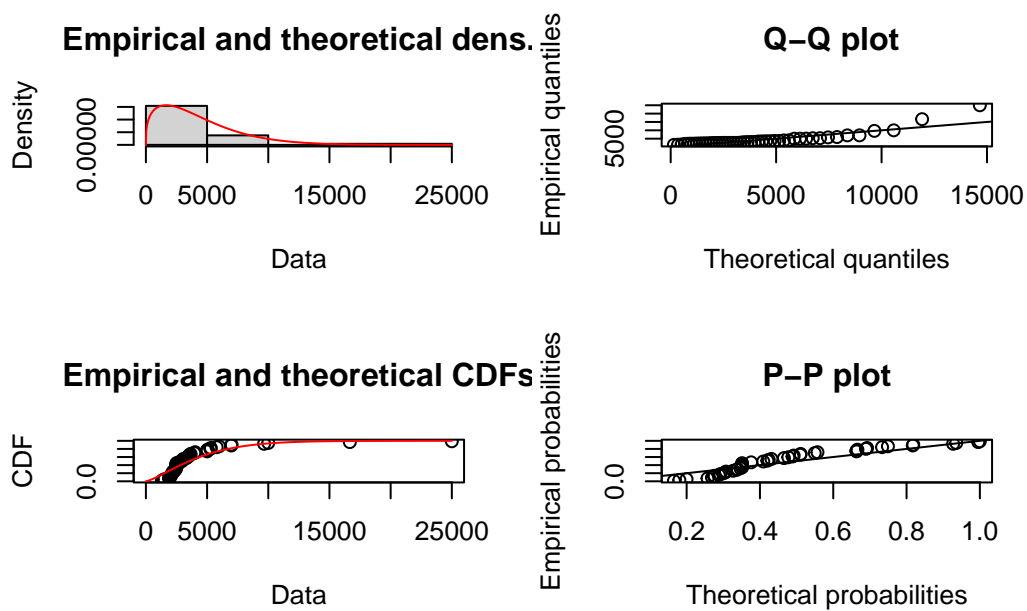 Empirical and theoretical dens.
Density
0.00000
0 5000 15000 25000
Data
Q−Q plot
Empirical quantiles
5000
0 5000 10000 15000
Theoretical quantiles
Empirical and theoretical CDFs
CDF
0.0
0 5000 15000 25000
Data
P−P plot
Empirical probabilities
0.0
0.2 0.4 0.6 0.8 1.0
Theoretical probabilities